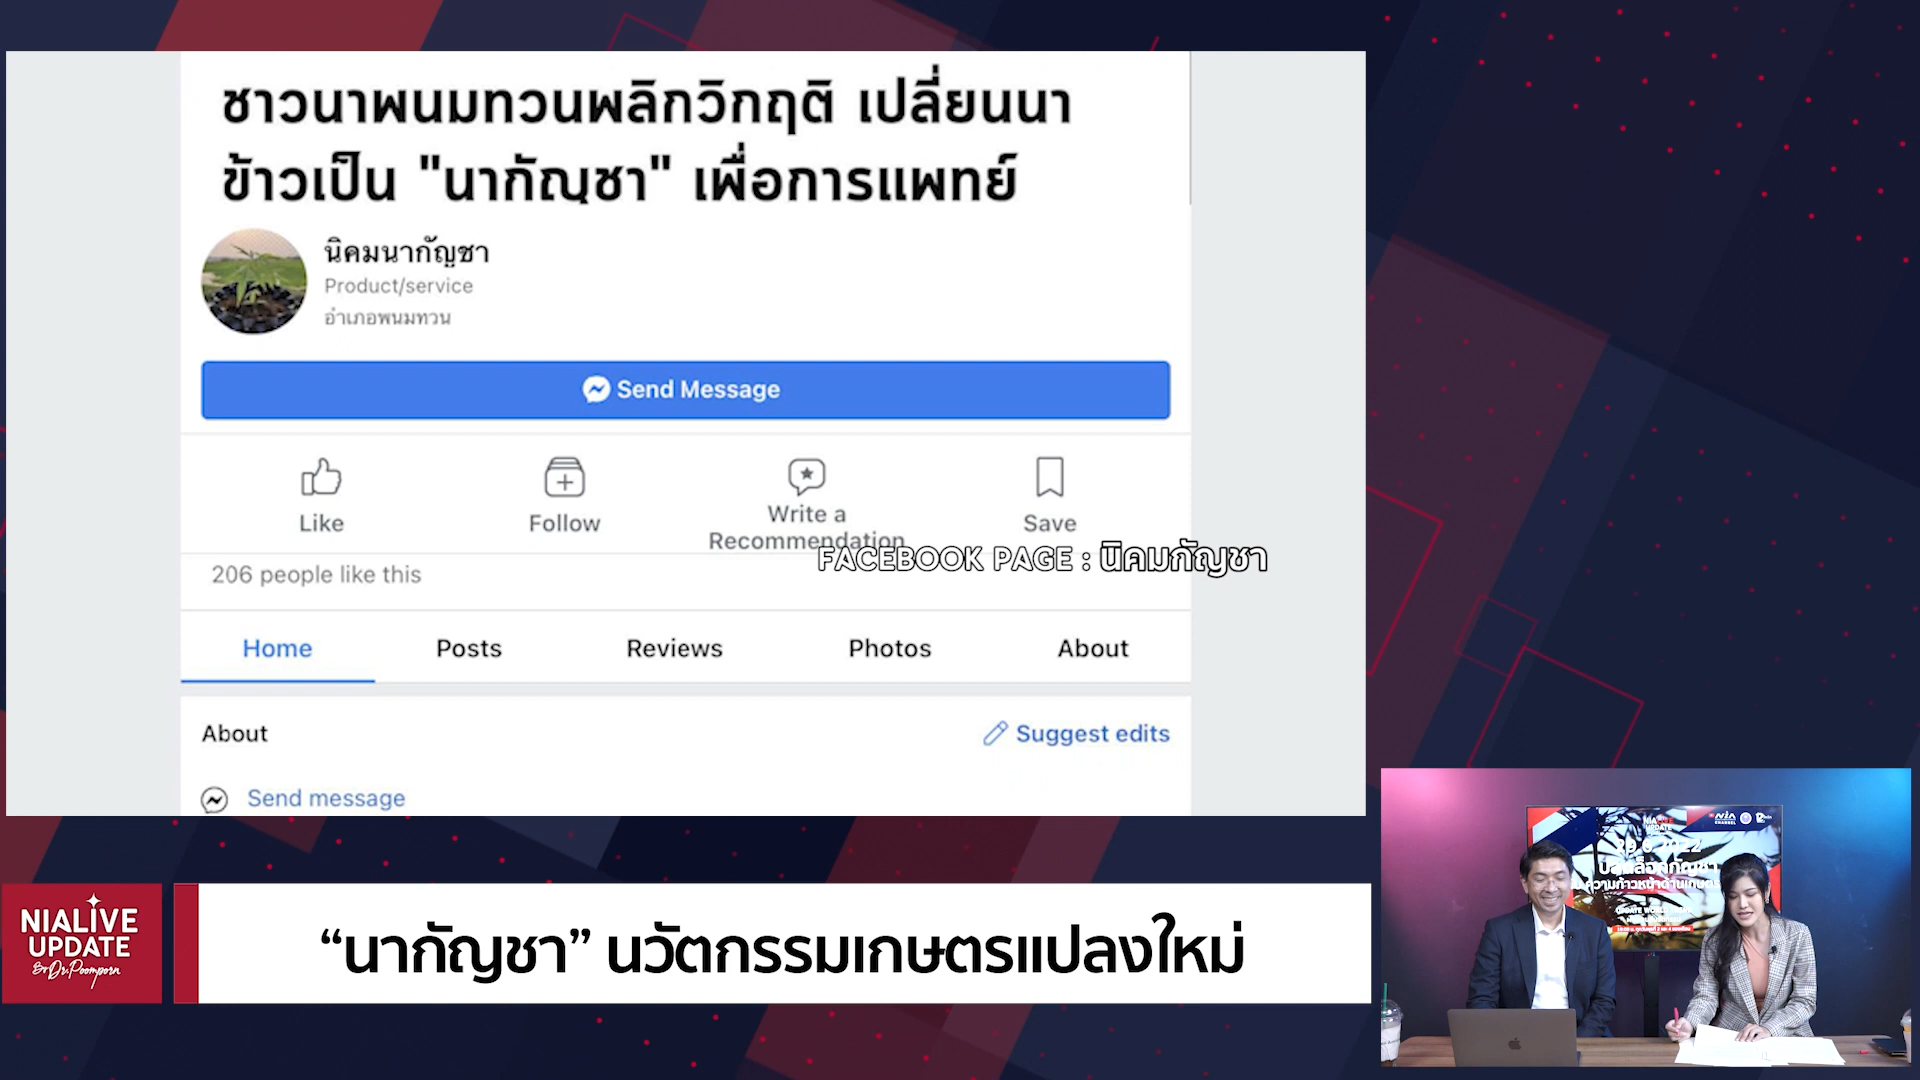 ชาวนาพนมทวนพลิกวิกฤติ เปลี่ยนนา
ข้าวเป็น "นากัญชา" เพื่อการแพทย์
นิคมนากัญชา
Product/service
อำเภอพนมทวน
Send Message
Like
Follow
Write a
Recommendation
Save
FACEBOOK PAGE : นิคมกัญชา
206 people like this
Home
Posts
Reviews
Photos
About
About
Suggest edits
Send message
NIALIVE
UPDATE
By Dr.Poomporn
“นากัญชา” นวัตกรรมเกษตรแปลงใหม่